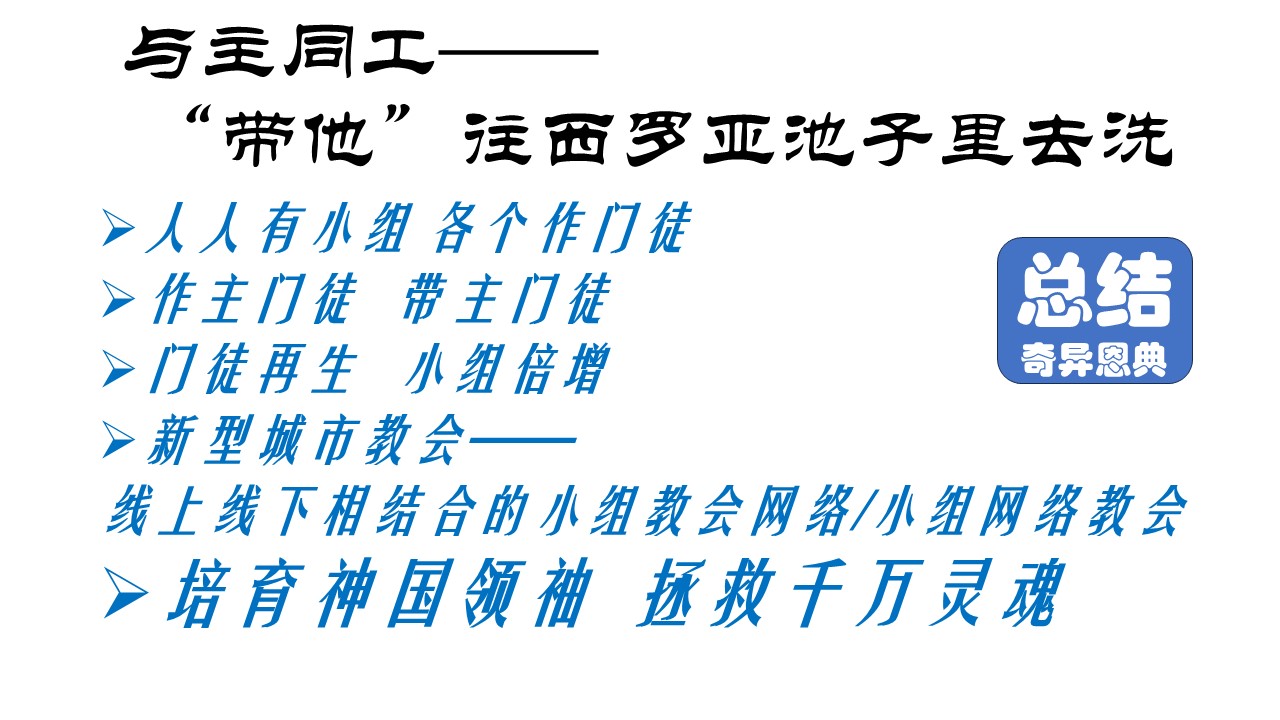 与主同工——
“带他”往西罗亚池子里去洗
➢人人有小组 各个作门徒
➢作主门徒 带主门徒
➢门徒再生 小组倍增
➢新型城市教会——
线上线下相结合的小组教会网络/小组网络教会
➢培育神国领袖 拯救千万灵魂
总结
奇异恩典